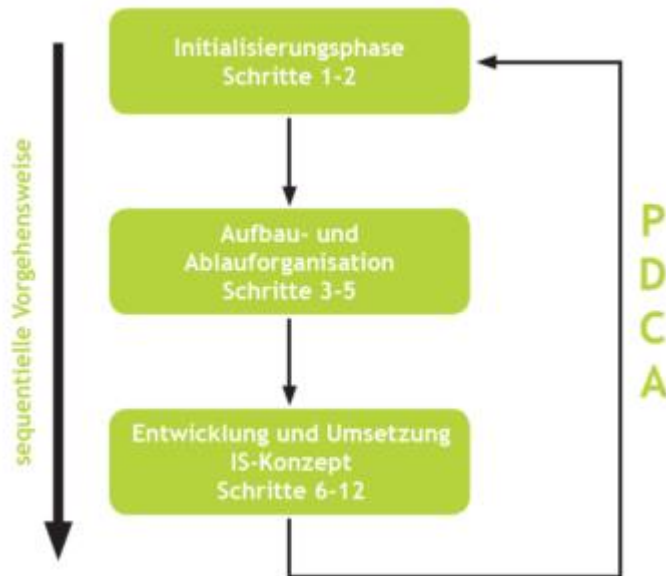 Initialisierungsphase
Schritte 1-2
sequentielle Vorgehensweise
Aufbau- und
Ablauforganisation
Schritte 3-5
P
D
C
A
Entwicklung und Umsetzung
IS-Konzept
Schritte 6-12